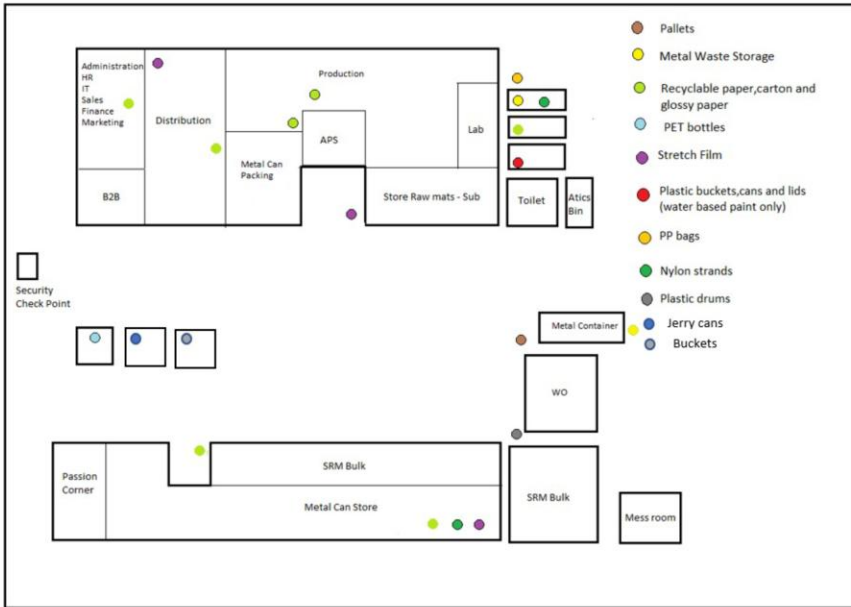 Administration
HR
IT
Sales
Finance
Marketing
Distribution
Production
APS
Lab
Metal Can
Packing
B2B
Store Raw mats - Sub
Toilet
Atics
Bin
Security
Check Point
Metal Container
WO
SRM Bulk
Passion
Corner
Metal Can Store
SRM Bulk
Mess room
Pallets
Metal Waste Storage
Recyclable paper,carton and
glossy paper
PET bottles
Stretch Film
Plastic buckets,cans and lids
(water based paint only)
PP bags
Nylon strands
Plastic drums
Jerry cans
Buckets